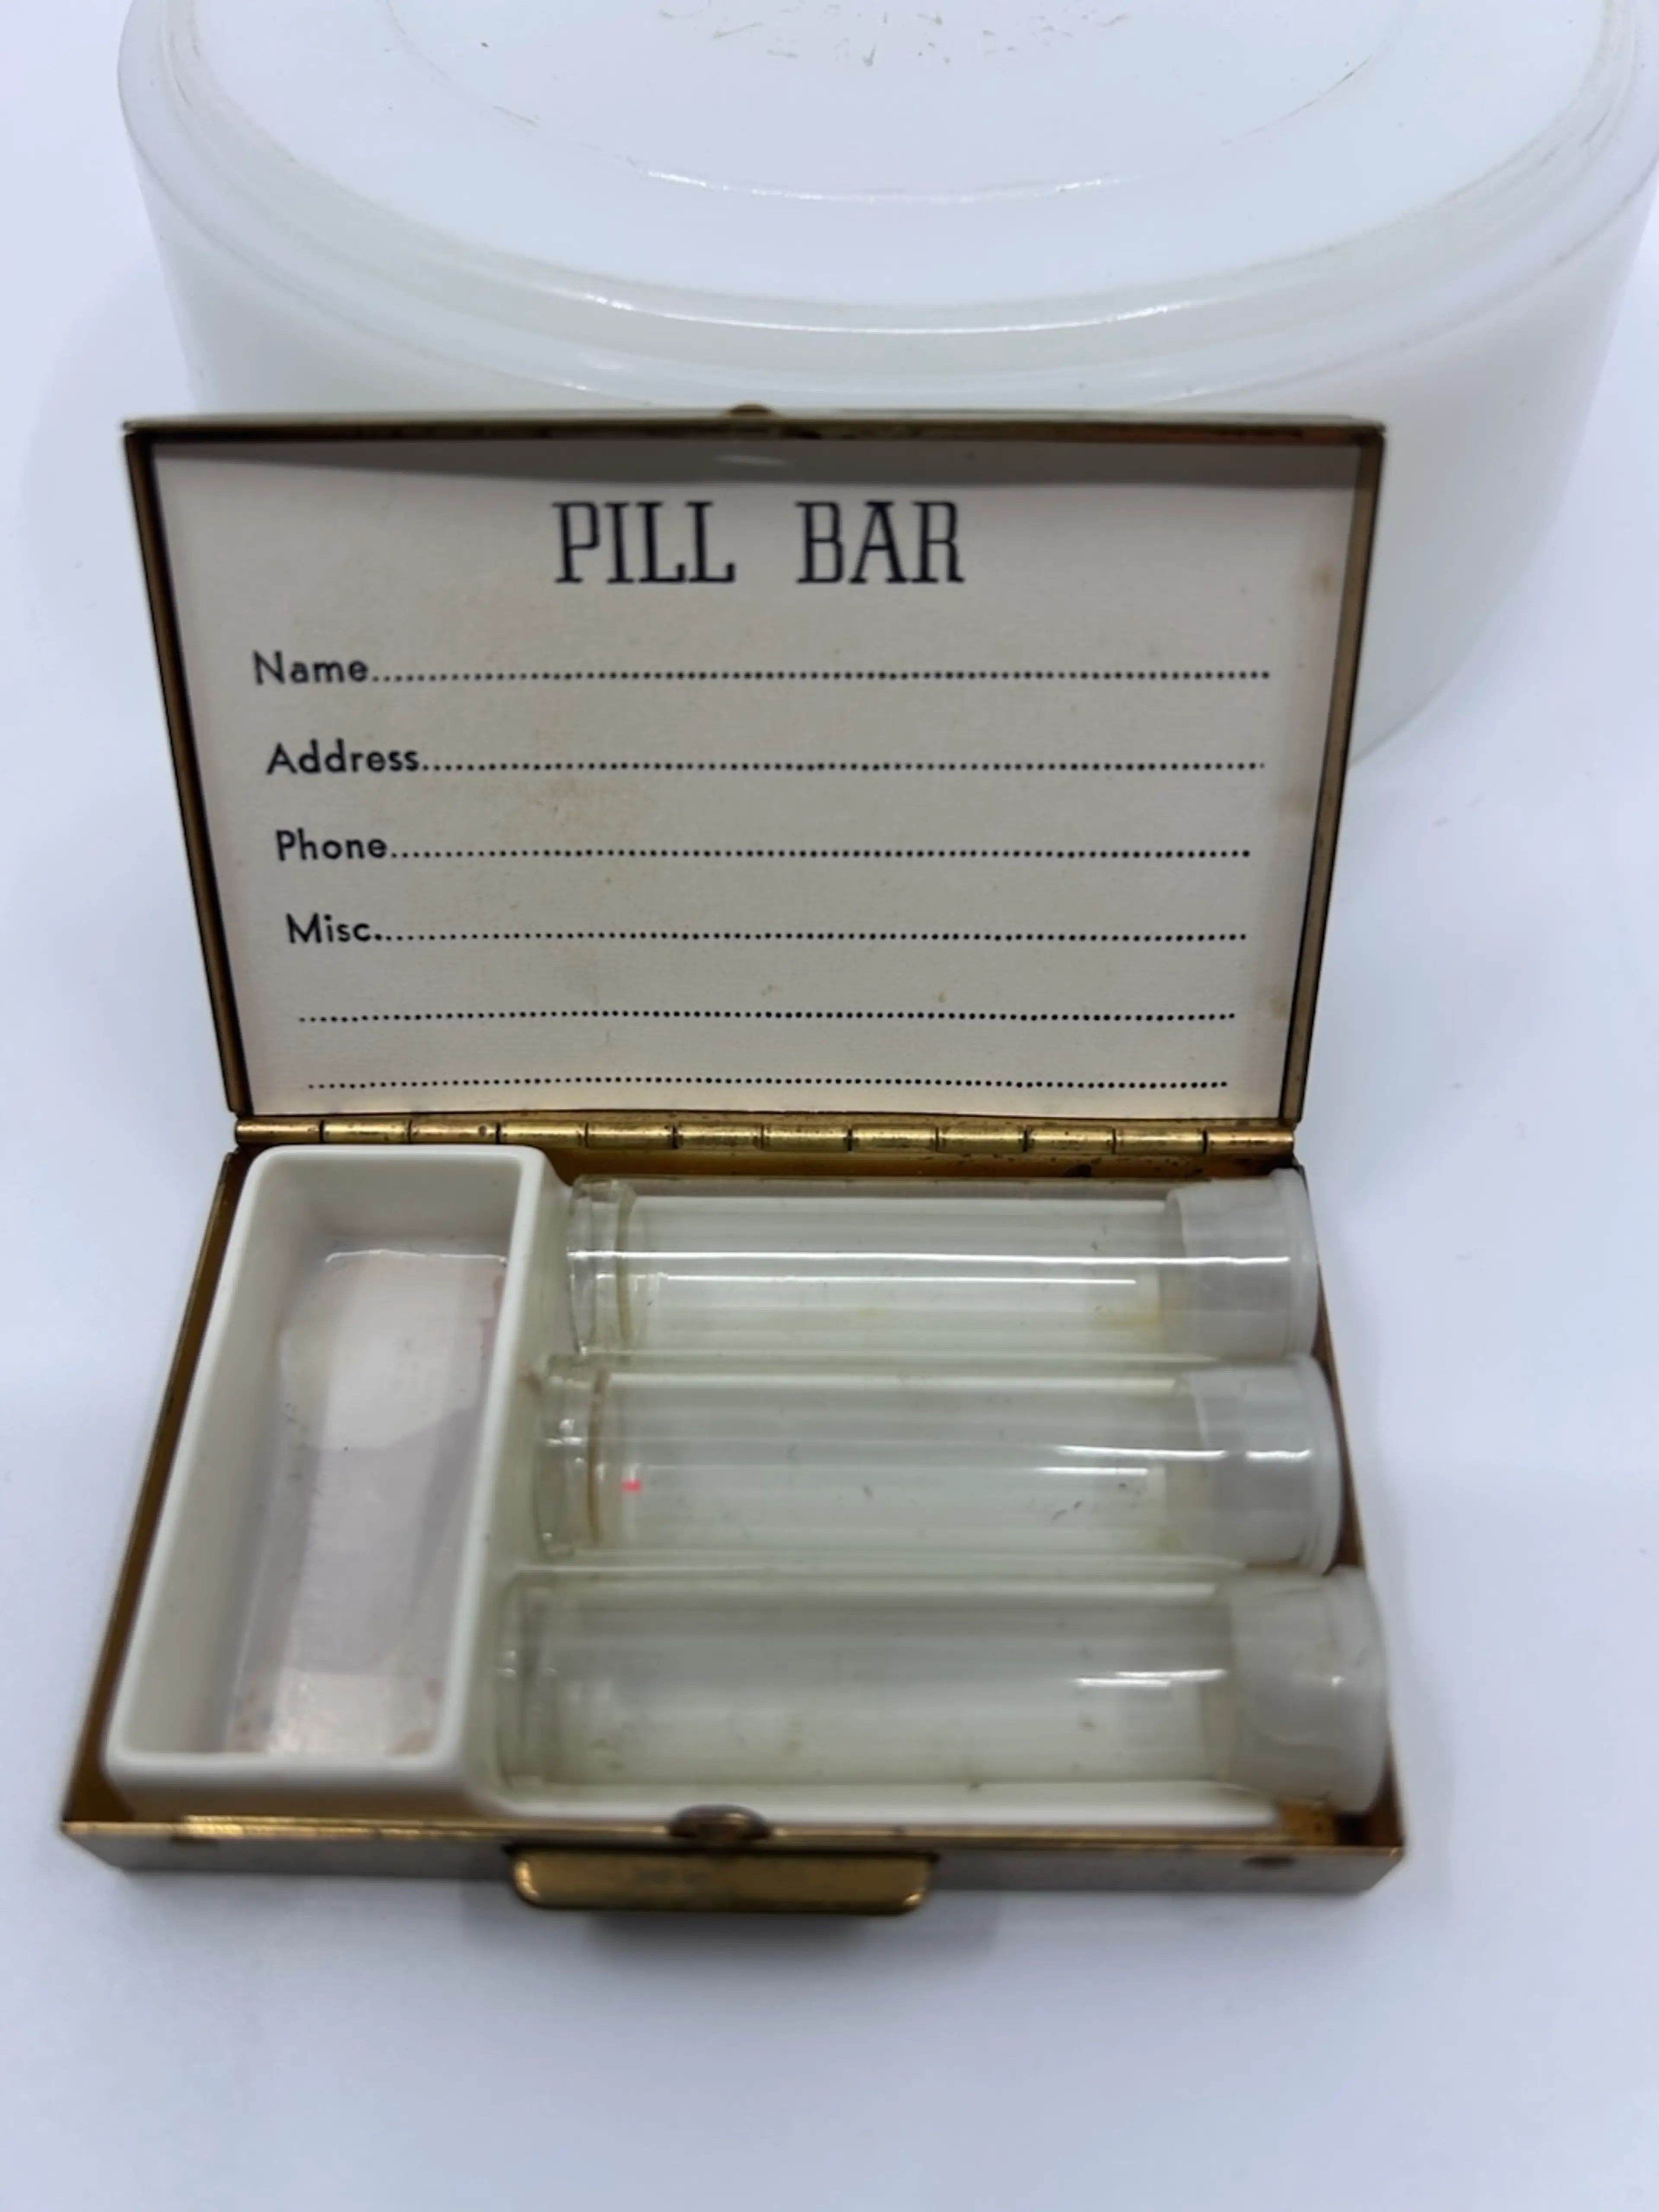 PILL BAR
Name........................................
Address........................................
Phone........................................
Misc........................................
........................................
........................................